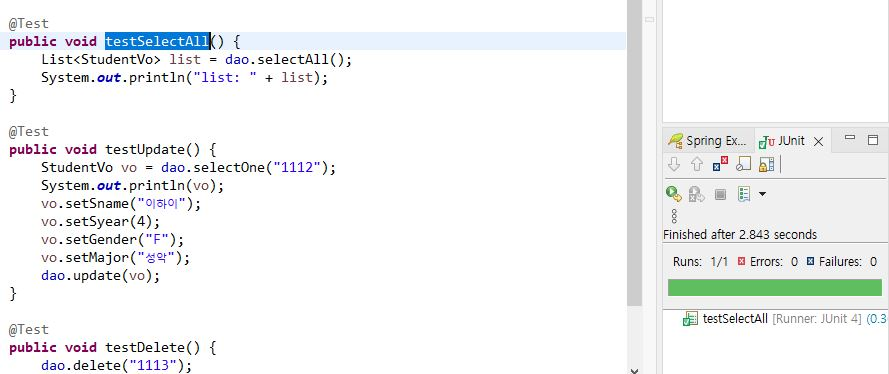 @Test
public void testSelectAll() {
List<StudentVo> list = dao.selectAll();
System.out.println("list: " + list);
}
@Test
public void testUpdate() {
StudentVo vo = dao.selectOne("1112");
System.out.println(vo);
vo.setSname("이하이");
vo.setSyear(4);
vo.setGender("F");
vo.setMajor("성악");
dao.update(vo);
}
@Test
public void testDelete() {
dao.delete("1113");
Spring Ex... JUnit
Finished after 2.843 seconds
Runs: 1/1 Errors: 0 Failures: 0
testSelectAll [Runner: JUnit 4] (0.3